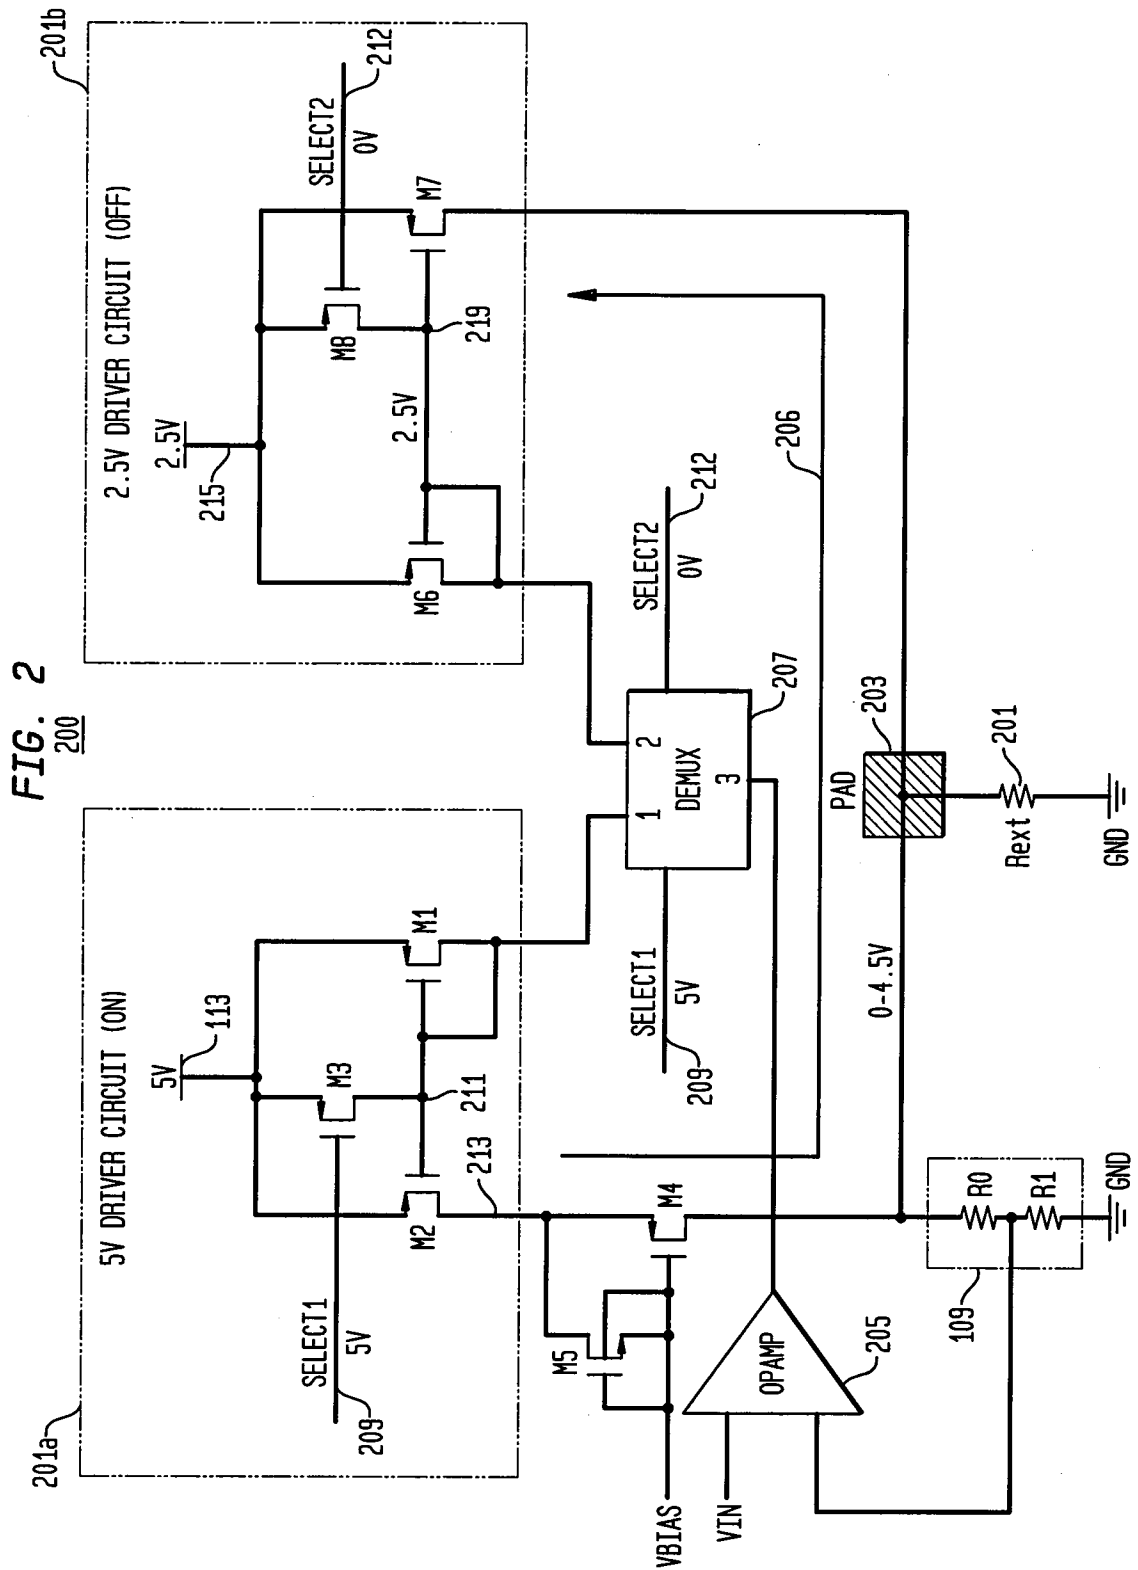 FIG. 2
200
201a
5V DRIVER CIRCUIT (ON)
5V
113
SELECT1
5V
209
M3
M2
M1
211
213
201b
2.5V DRIVER CIRCUIT (OFF)
2.5V
215
SELECT2
0V
212
M8
M6
M7
2.5V
219
M5
M4
VBIAS
VIN
OPAMP
205
SELECT1
5V
209
1
2
DEMUX
3
207
SELECT2
0V
212
206
0-4.5V
PAD
203
109
R0
R1
GND
Rext
201
GND